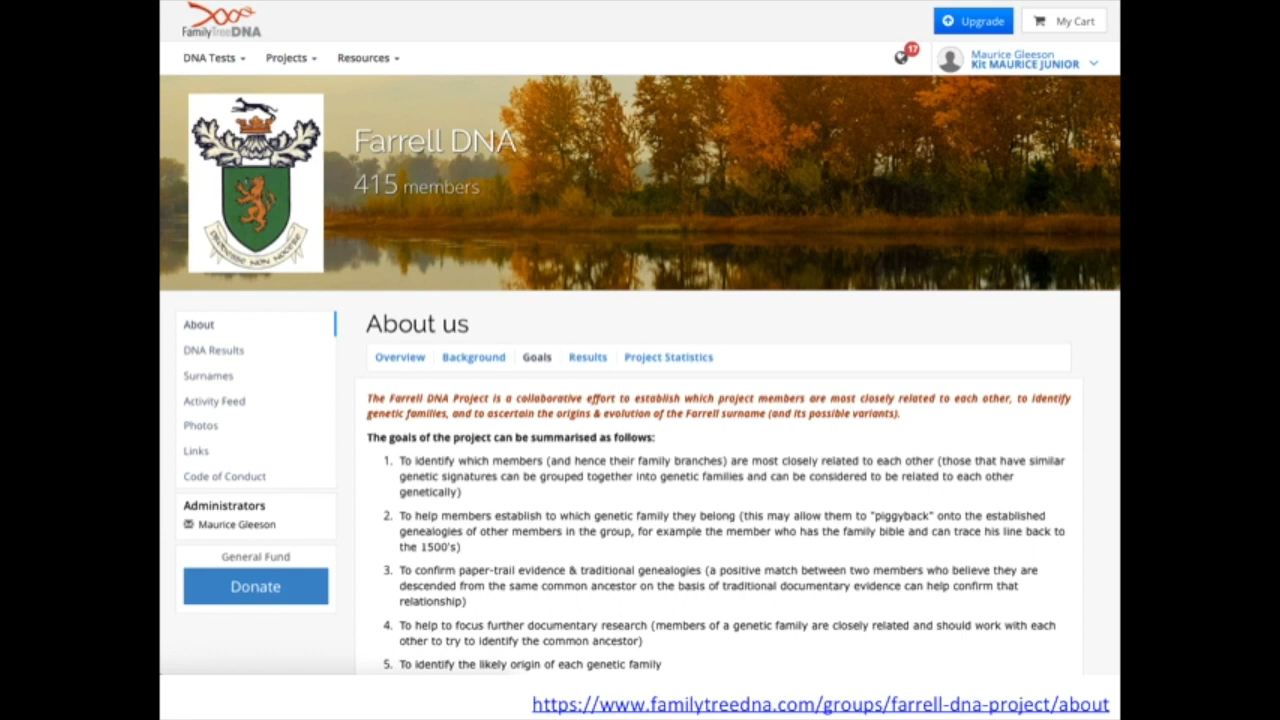 FamilyTreeDNA
Upgrade
My Cart
DNA Tests
Projects
Resources
17
Maurice Gleeson
Kit MAURICE JUNIOR
Farrell DNA
415 members
PRODESSE NON NOCERE
About
DNA Results
Surnames
Activity Feed
Photos
Links
Code of Conduct
Administrators
Maurice Gleeson
General Fund
Donate
About us
Overview
Background
Goals
Results
Project Statistics
The Farrell DNA Project is a collaborative effort to establish which project members are most closely related to each other, to identify
genetic families, and to ascertain the origins & evolution of the Farrell surname (and its possible variants).
The goals of the project can be summarised as follows:
1. To identify which members (and hence their family branches) are most closely related to each other (those that have similar
genetic signatures can be grouped together into genetic families and can be considered to be related to each other
genetically)
2. To help members establish to which genetic family they belong (this may allow them to "piggyback" onto the established
genealogies of other members in the group, for example the member who has the family bible and can trace his line back to
the 1500's)
3. To confirm paper-trail evidence & traditional genealogies (a positive match between two members who believe they are
descended from the same common ancestor on the basis of traditional documentary evidence can help confirm that
relationship)
4. To help to focus further documentary research (members of a genetic family are closely related and should work with each
other to try to identify the common ancestor)
5. To identify the likely origin of each genetic family
https://www.familytreedna.com/groups/farrell-dna-project/about